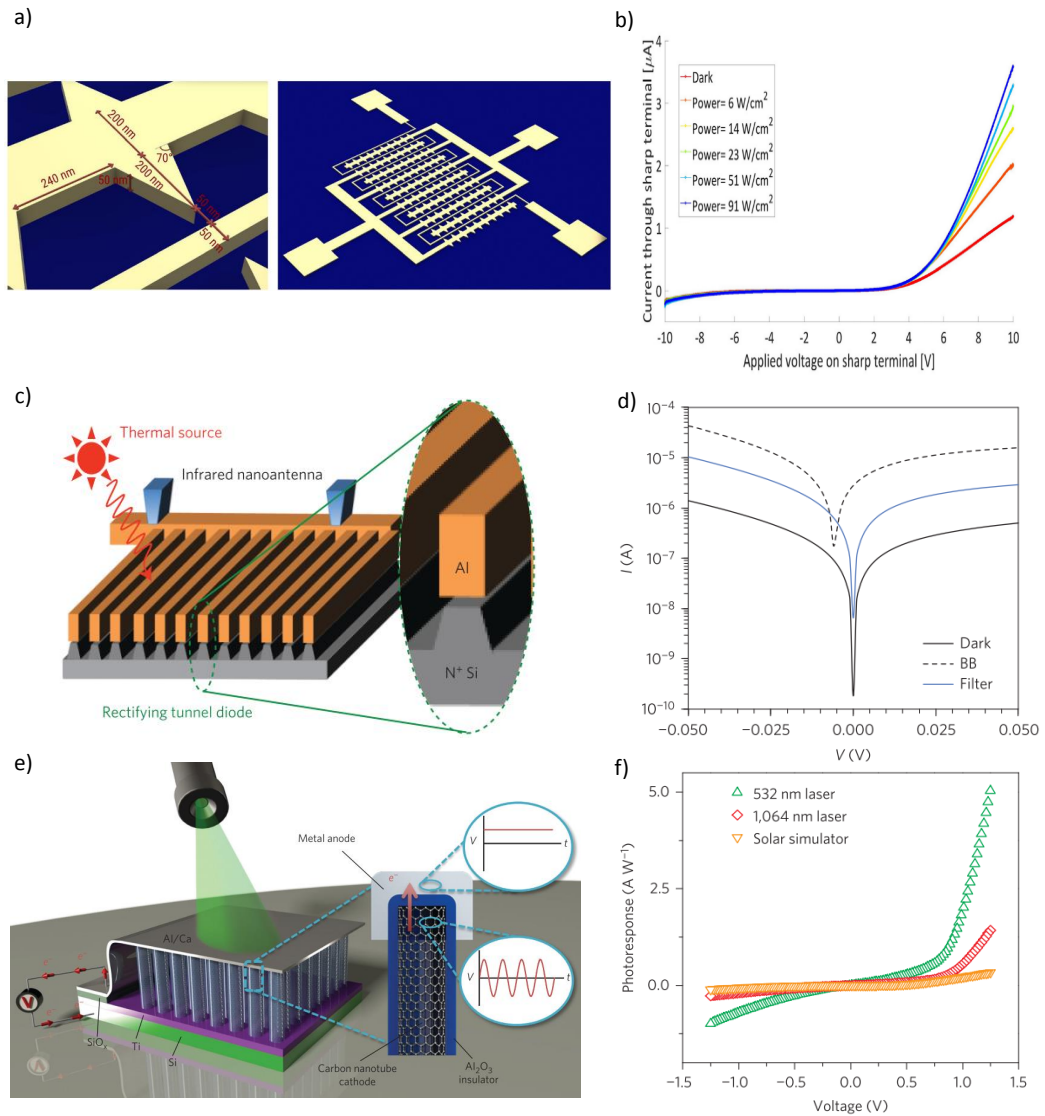 a)
200 nm
70°
240 nm
50 nm
200 nm
50 nm
50 nm
b)
Current through sharp terminal [μA]
4
3
2
1
0
Dark
Power= 6 W/cm²
Power= 14 W/cm²
Power= 23 W/cm²
Power= 51 W/cm²
Power= 91 W/cm²
-10 -8 -6 -4 -2 0 2 4 6 8 10
Applied voltage on sharp terminal [V]
c)
Thermal source
Infrared nanoantenna
Al
N⁺ Si
Rectifying tunnel diode
d)
I (A)
10⁻⁴
10⁻⁵
10⁻⁶
10⁻⁷
10⁻⁸
10⁻⁹
10⁻¹⁰
Dark
BB
Filter
−0.050 −0.025 0.000 0.025 0.050
V (V)
e)
Metal anode
V
t
e⁻
Al/Ca
V
t
V
e⁻
e⁻
SiOₓ
Ti
Si
Carbon nanotube
cathode
Al₂O₃
insulator
f)
Photoresponse (A W⁻¹)
5.0
2.5
0.0
532 nm laser
1,064 nm laser
Solar simulator
−1.5 −1.0 −0.5 0.0 0.5 1.0 1.5
Voltage (V)